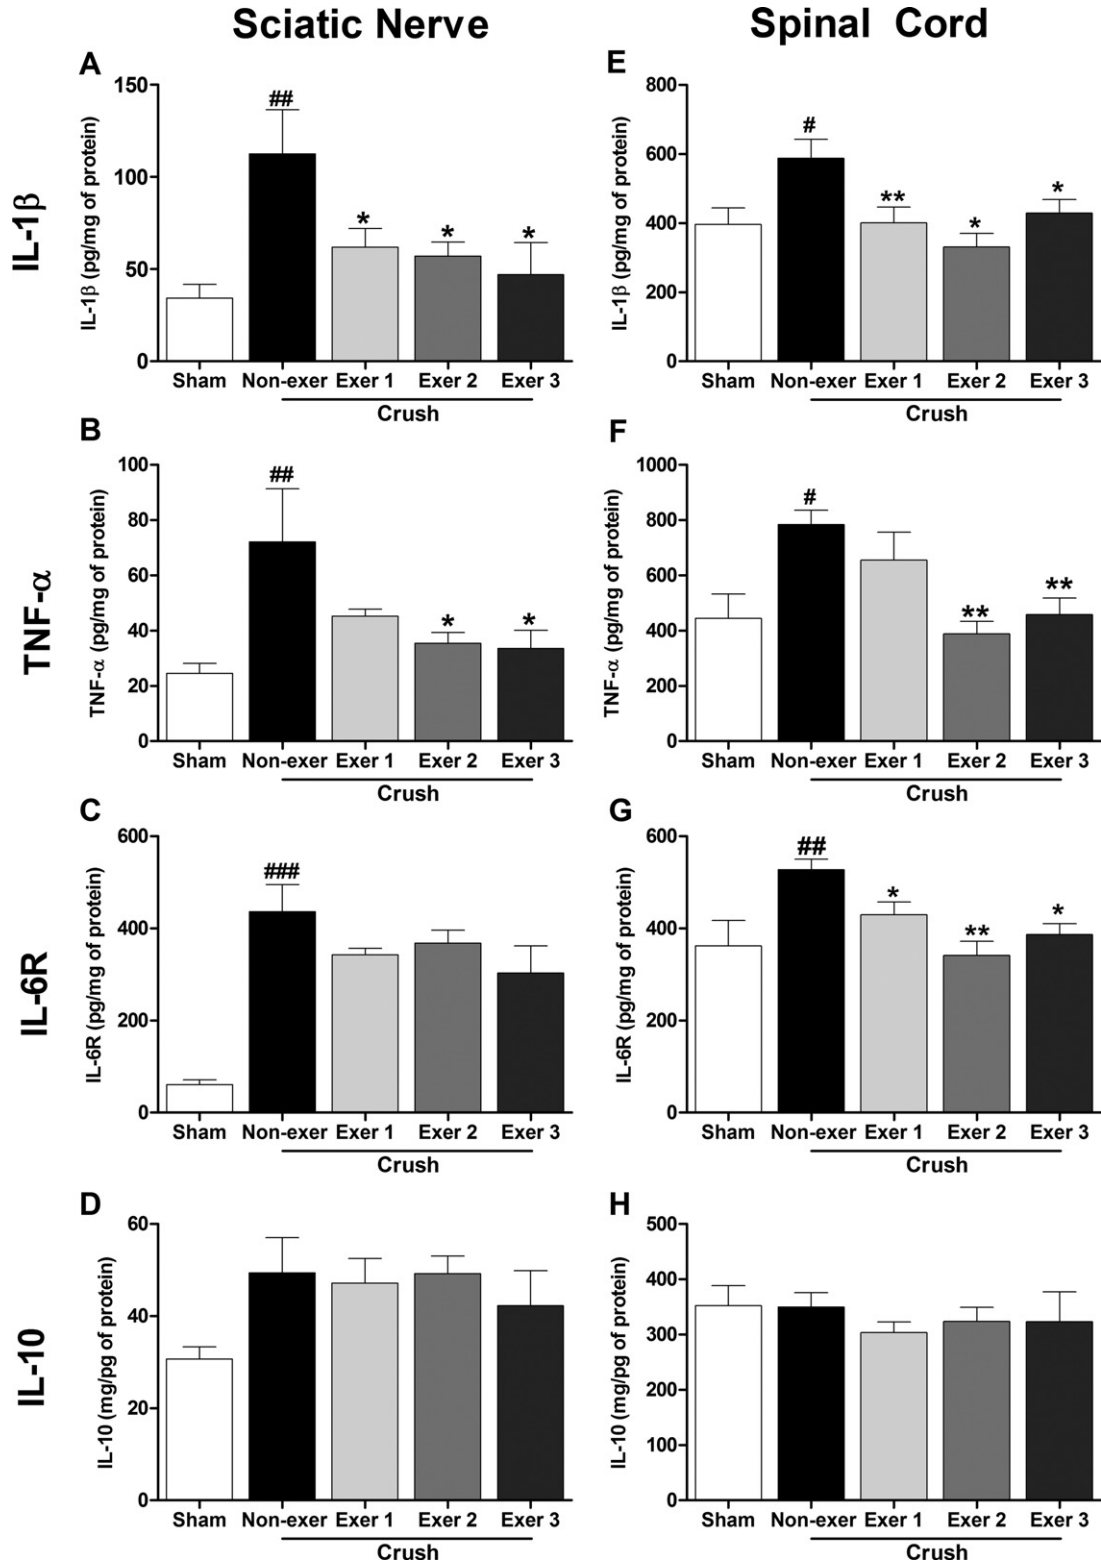 Sciatic Nerve
Spinal Cord
IL-1β
A
IL-1β (pg/mg of protein)
150
100
50
0
##
*
*
*
Sham Non-exer Exer 1 Exer 2 Exer 3
Crush
E
IL-1β (pg/mg of protein)
800
600
400
200
0
#
**
*
*
Sham Non-exer Exer 1 Exer 2 Exer 3
Crush
TNF-α
B
TNF-α (pg/mg of protein)
100
80
60
40
20
0
##
*
*
Sham Non-exer Exer 1 Exer 2 Exer 3
Crush
F
TNF-α (pg/mg of protein)
1000
800
600
400
200
0
#
**
**
Sham Non-exer Exer 1 Exer 2 Exer 3
Crush
IL-6R
C
IL-6R (pg/mg of protein)
600
400
200
0
###
Sham Non-exer Exer 1 Exer 2 Exer 3
Crush
G
IL-6R (pg/mg of protein)
600
400
200
0
##
*
**
*
Sham Non-exer Exer 1 Exer 2 Exer 3
Crush
IL-10
D
IL-10 (mg/pg of protein)
60
40
20
0
Sham Non-exer Exer 1 Exer 2 Exer 3
Crush
H
IL-10 (mg/pg of protein)
500
400
300
200
100
0
Sham Non-exer Exer 1 Exer 2 Exer 3
Crush